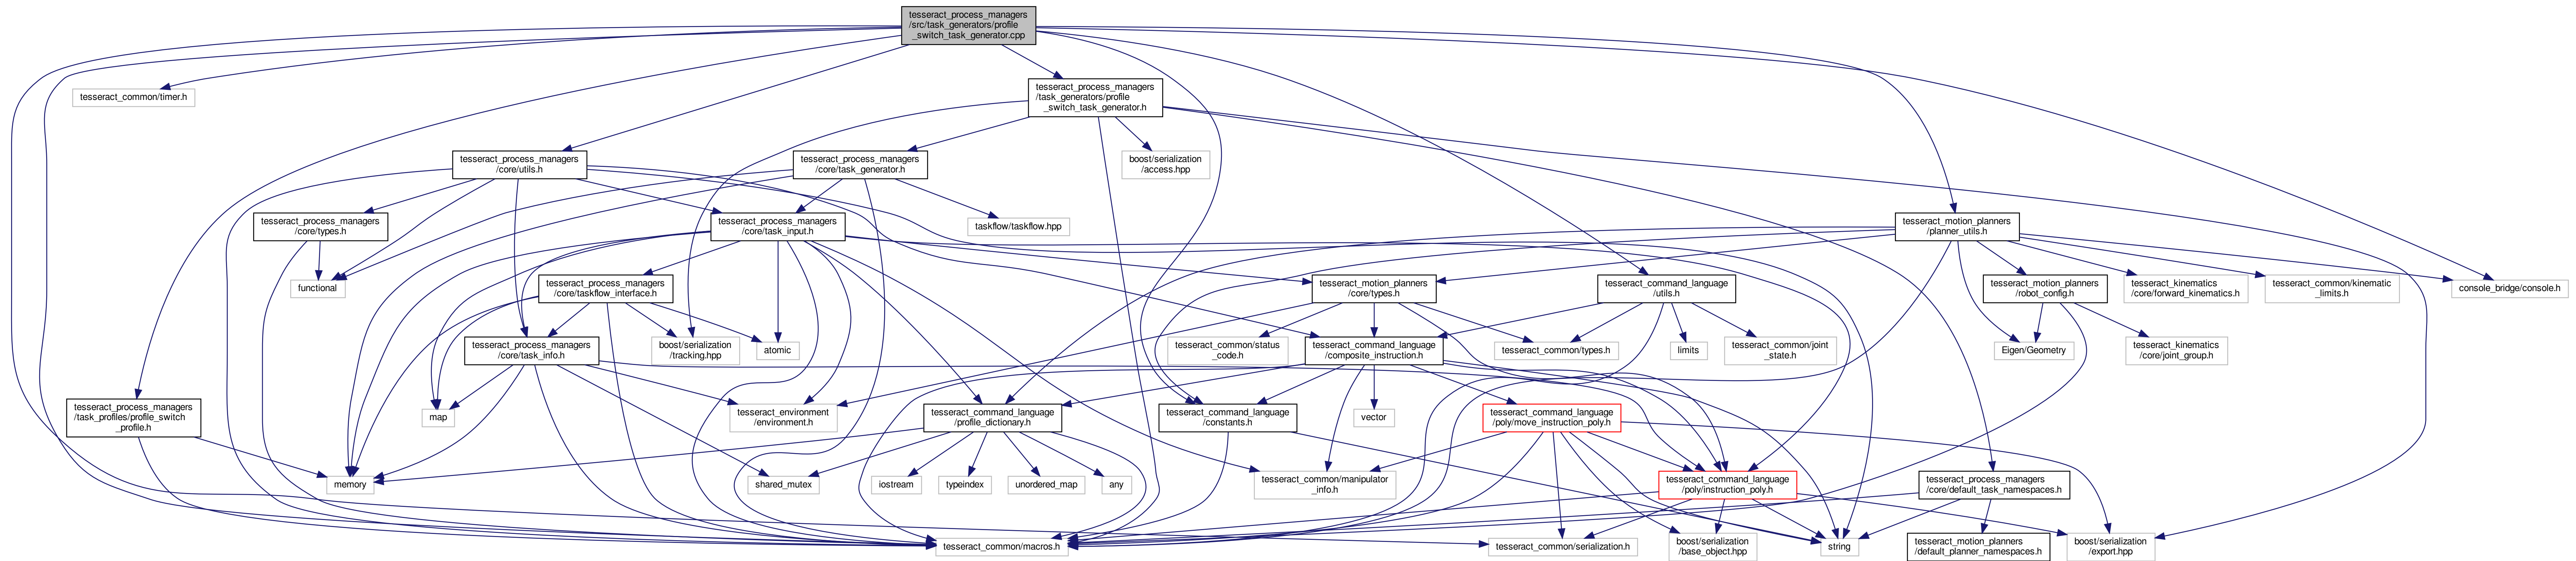 tesseract_process_managers
/src/task_generators/profile
_switch_task_generator.cpp
tesseract_common/timer.h
tesseract_process_managers
/task_generators/profile
_switch_task_generator.h
tesseract_process_managers
/core/utils.h
tesseract_process_managers
/core/task_generator.h
boost/serialization
/access.hpp
tesseract_process_managers
/core/types.h
tesseract_process_managers
/core/task_input.h
taskflow/taskflow.hpp
tesseract_motion_planners
/planner_utils.h
functional
tesseract_process_managers
/core/taskflow_interface.h
tesseract_motion_planners
/core/types.h
tesseract_command_language
/utils.h
tesseract_motion_planners
/robot_config.h
tesseract_kinematics
/core/forward_kinematics.h
tesseract_common/kinematic
_limits.h
console_bridge/console.h
tesseract_process_managers
/core/task_info.h
boost/serialization
/tracking.hpp
atomic
tesseract_common/status
_code.h
tesseract_command_language
/composite_instruction.h
tesseract_common/types.h
limits
tesseract_common/joint
_state.h
Eigen/Geometry
tesseract_kinematics
/core/joint_group.h
tesseract_process_managers
/task_profiles/profile_switch
_profile.h
map
tesseract_environment
/environment.h
tesseract_command_language
/profile_dictionary.h
tesseract_command_language
/constants.h
vector
tesseract_command_language
/poly/move_instruction_poly.h
memory
shared_mutex
iostream
typeindex
unordered_map
any
tesseract_common/manipulator
_info.h
tesseract_command_language
/poly/instruction_poly.h
tesseract_process_managers
/core/default_task_namespaces.h
tesseract_common/macros.h
tesseract_common/serialization.h
boost/serialization
/base_object.hpp
string
tesseract_motion_planners
/default_planner_namespaces.h
boost/serialization
/export.hpp